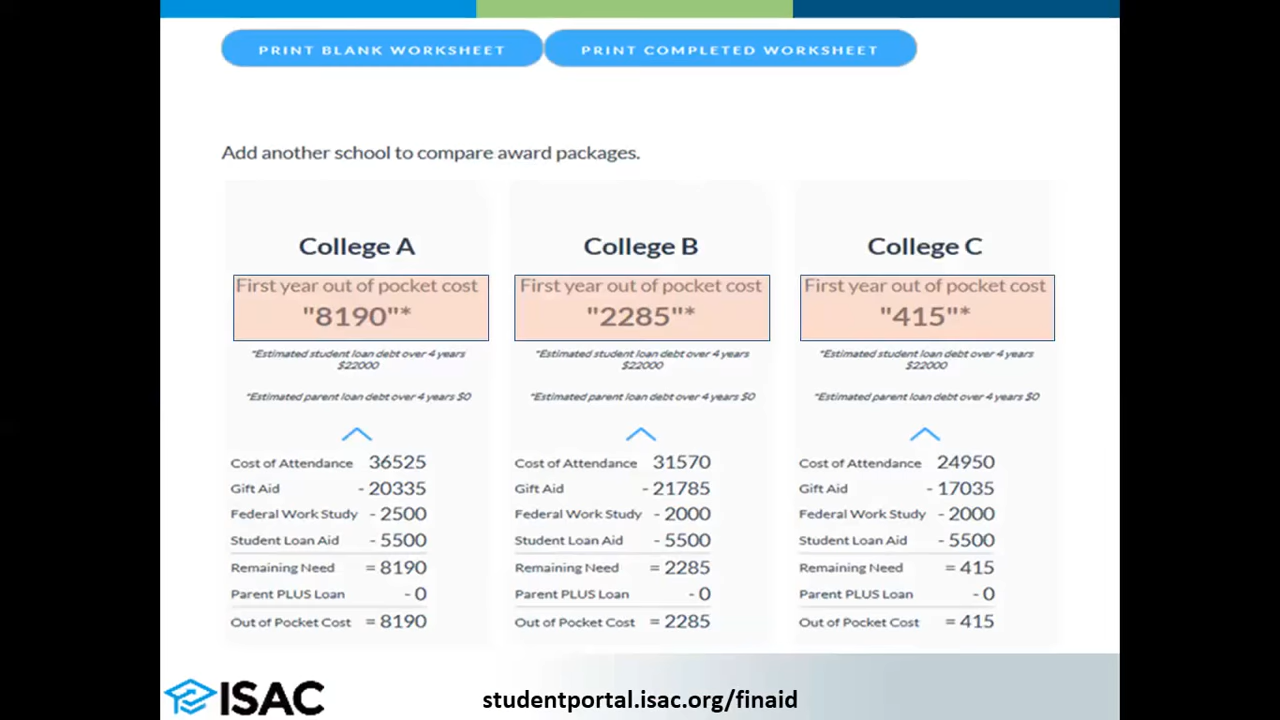 PRINT BLANK WORKSHEET
PRINT COMPLETED WORKSHEET
Add another school to compare award packages.
College A
First year out of pocket cost
"8190"*
*Estimated student loan debt over 4 years
$22000
*Estimated parent loan debt over 4 years $0
Cost of Attendance 36525
Gift Aid - 20335
Federal Work Study - 2500
Student Loan Aid - 5500
Remaining Need = 8190
Parent PLUS Loan - 0
Out of Pocket Cost = 8190
College B
First year out of pocket cost
"2285"*
*Estimated student loan debt over 4 years
$22000
*Estimated parent loan debt over 4 years $0
Cost of Attendance 31570
Gift Aid - 21785
Federal Work Study - 2000
Student Loan Aid - 5500
Remaining Need = 2285
Parent PLUS Loan - 0
Out of Pocket Cost = 2285
College C
First year out of pocket cost
"415"*
*Estimated student loan debt over 4 years
$22000
*Estimated parent loan debt over 4 years $0
Cost of Attendance 24950
Gift Aid - 17035
Federal Work Study - 2000
Student Loan Aid - 5500
Remaining Need = 415
Parent PLUS Loan - 0
Out of Pocket Cost = 415
ISAC
studentportal.isac.org/finaid